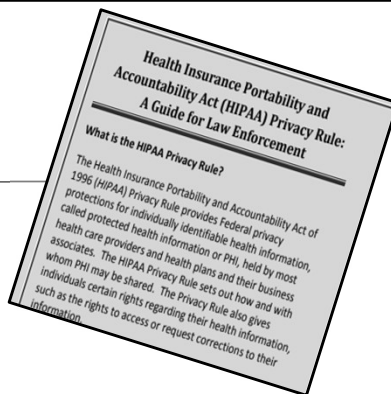 Health Insurance Portability and
Accountability Act (HIPAA) Privacy Rule:
A Guide for Law Enforcement
What is the HIPAA Privacy Rule?
The Health Insurance Portability and Accountability Act of
1996 (HIPAA) Privacy Rule provides Federal privacy
protections for individually identifiable health information,
called protected health information or PHI, held by most
health care providers and health plans and their business
associates. The HIPAA Privacy Rule sets out how and with
whom PHI may be shared. The Privacy Rule also gives
individuals certain rights regarding their health information,
such as the rights to access or request corrections to their
information.